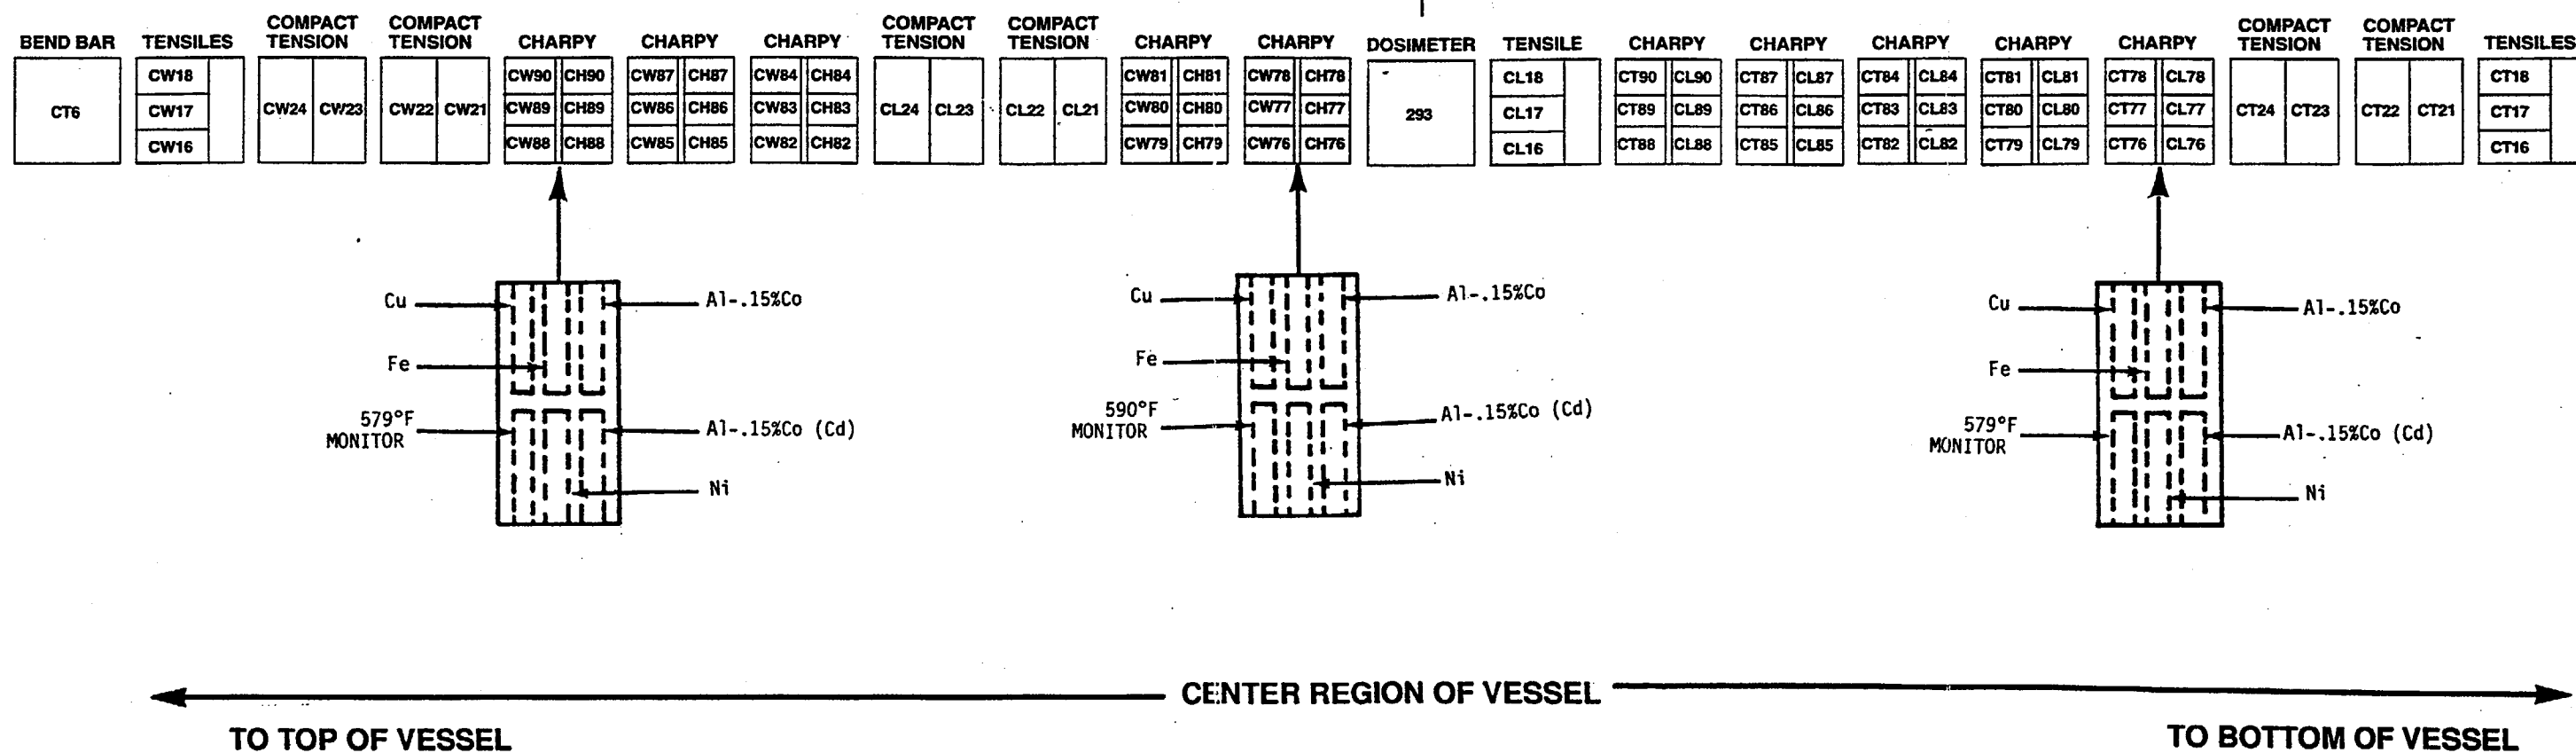 BEND BAR
CT6
TENSILES
CW18
CW17
CW16
COMPACT
TENSION
CW24 CW23
COMPACT
TENSION
CW22 CW21
CHARPY
CW90 CH90
CW89 CH89
CW88 CH88
CHARPY
CW87 CH87
CW86 CH86
CW85 CH85
CHARPY
CW84 CH84
CW83 CH83
CW82 CH82
COMPACT
TENSION
CL24 CL23
COMPACT
TENSION
CL22 CL21
CHARPY
CW81 CH81
CW80 CH80
CW79 CH79
CHARPY
CW78 CH78
CW77 CH77
CW76 CH76
DOSIMETER
293
TENSILE
CL18
CL17
CL16
CHARPY
CT90 CL90
CT89 CL89
CT88 CL88
CHARPY
CT87 CL87
CT86 CL86
CT85 CL85
CHARPY
CT84 CL84
CT83 CL83
CT82 CL82
CHARPY
CT81 CL81
CT80 CL80
CT79 CL79
CHARPY
CT78 CL78
CT77 CL77
CT76 CL76
COMPACT
TENSION
CT24 CT23
COMPACT
TENSION
CT22 CT21
TENSILES
CT18
CT17
CT16
Cu
Al-.15%Co
Fe
579°F
MONITOR
Al-.15%Co (Cd)
Ni
Cu
Al-.15%Co
Fe
590°F
MONITOR
Al-.15%Co (Cd)
Ni
Cu
Al-.15%Co
Fe
579°F
MONITOR
Al-.15%Co (Cd)
Ni
CENTER REGION OF VESSEL
TO TOP OF VESSEL
TO BOTTOM OF VESSEL